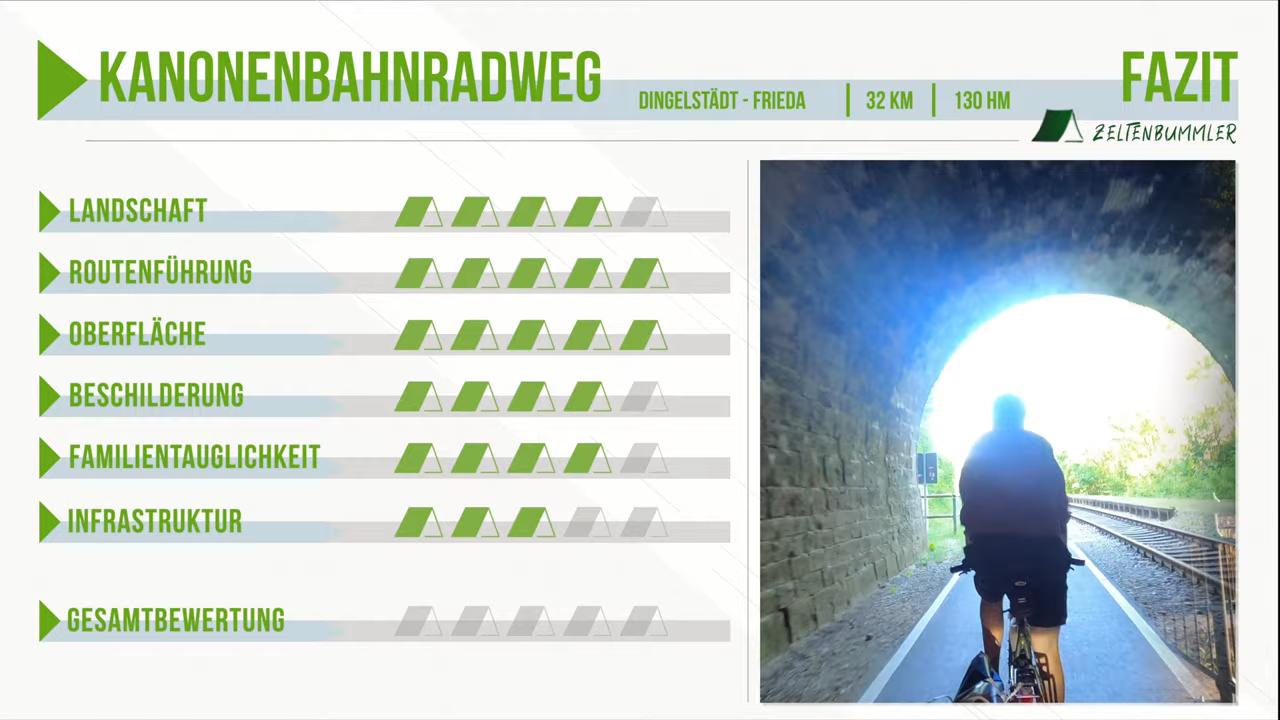 KANONENBAHNRADWEG
DINGELSTÄDT - FRIEDA | 32 KM | 130 HM
FAZIT
ZELTENBUMMLER
LANDSCHAFT
ROUTENFÜHRUNG
OBERFLÄCHE
BESCHILDERUNG
FAMILIENTAUGLICHKEIT
INFRASTRUKTUR
GESAMTBEWERTUNG